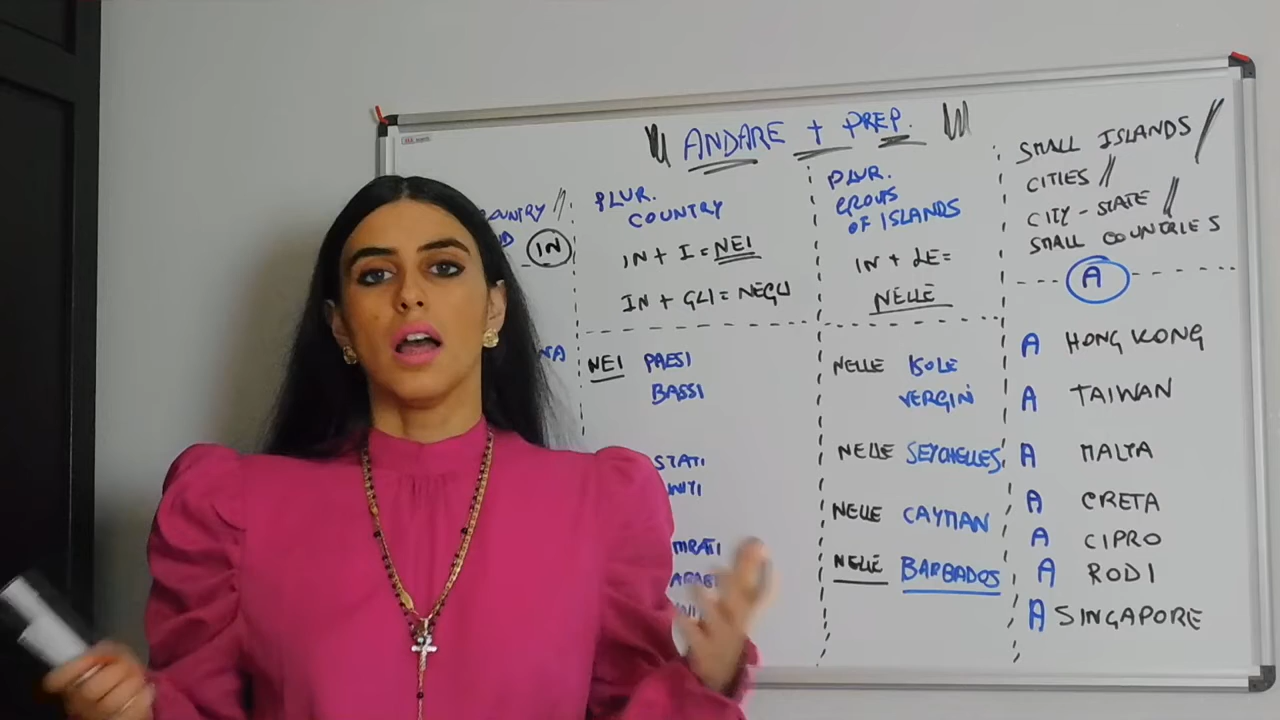 ANDARE + PREP.
COUNTRY
IN
PLUR.
COUNTRY
IN + I = NEI
IN + GLI = NEGLI
NEI PAESI
BASSI
STATI
UNITI
PLUR.
GROUPS
OF ISLANDS
IN + LE =
NELLE
NELLE ISOLE
VERGINI
NELLE SEYCHELLES
NELLE CAYMAN
NELLE BARBADOS
SMALL ISLANDS
CITIES
CITY-STATE
SMALL COUNTRIES
A
A HONG KONG
A TAIWAN
A MALTA
A CRETA
A CIPRO
A RODI
A SINGAPORE